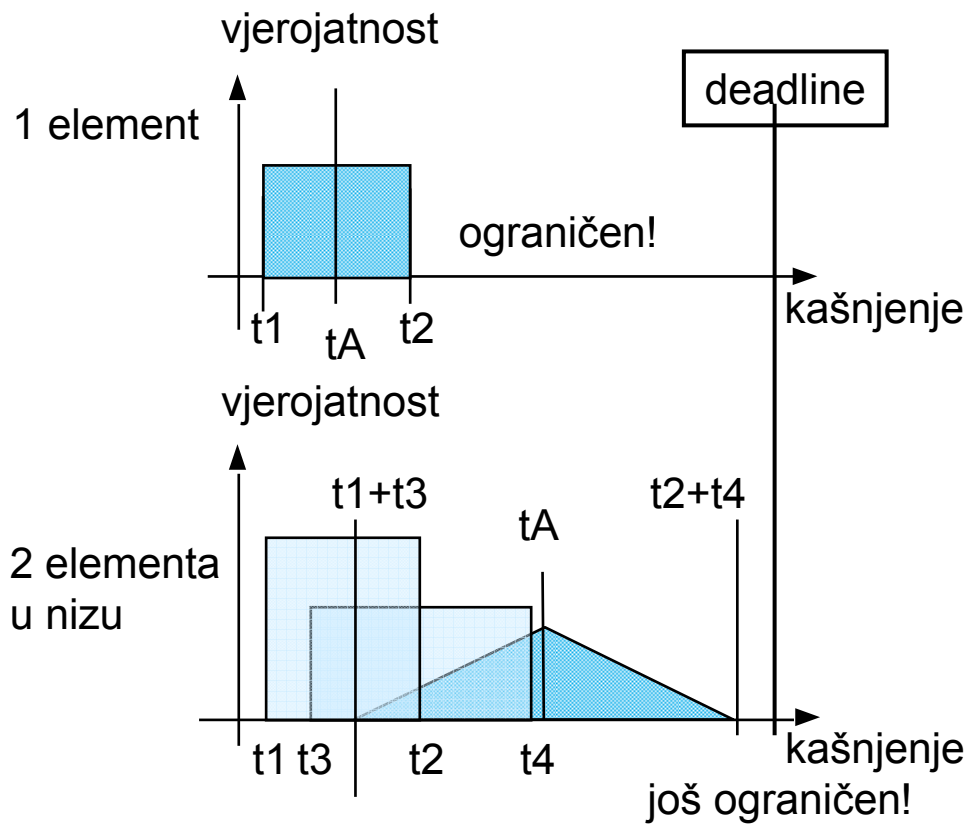 vjerojatnost
deadline
1 element
ograničen!
kašnjenje
t1
tA
t2
vjerojatnost
t1+t3
t2+t4
tA
2 elementa
u nizu
t1
t3
t2
t4
kašnjenje
još ograničen!